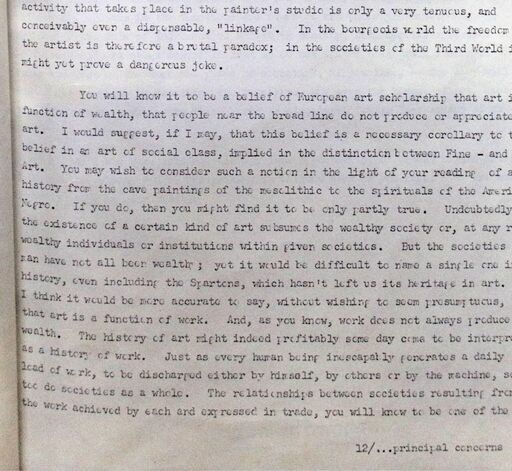 activity that takes place in the painter's studio is only a very tenuous, and
conceivably even a dispensable, "linkage". In the bourgeois world the freedom
the artist is therefore a brutal paradox; in the societies of the Third World i
might yet prove a dangerous joke.
You will know it to be a belief of European art scholarship that art i
function of wealth, that people near the bread line do not produce or appreciate
art. I would suggest, if I may, that this belief is a necessary corollary to t
belief in an art of social class, implied in the distinction between Fine - and
Art. You may wish to consider such a notion in the light of your reading of a
history from the cave paintings of the mesolithic to the spirituals of the Ameri
Negro. If you do, then you might find it to be only partly true. Undoubtedly
the existence of a certain kind of art subsumes the wealthy society or, at any r
wealthy individuals or institutions within given societies. But the societies
man have not all been wealthy; yet it would be difficult to name a single one i
history, even including the Spartons, which hasn't left us its heritage in art.
I think it would be more accurate to say, without wishing to seem presumptucus,
that art is a function of work. And, as you know, work does not always produce
wealth. The history of art might indeed profitably some day come to be interpr
as a history of work. Just as every human being inescapably generates a daily
load of work, to be discharged either by himself, by others or by the machine, so
too do societies as a whole. The relationships between societies resulting from
the work achieved by each and expressed in trade, you will know to be one of the
12/...principal concerns